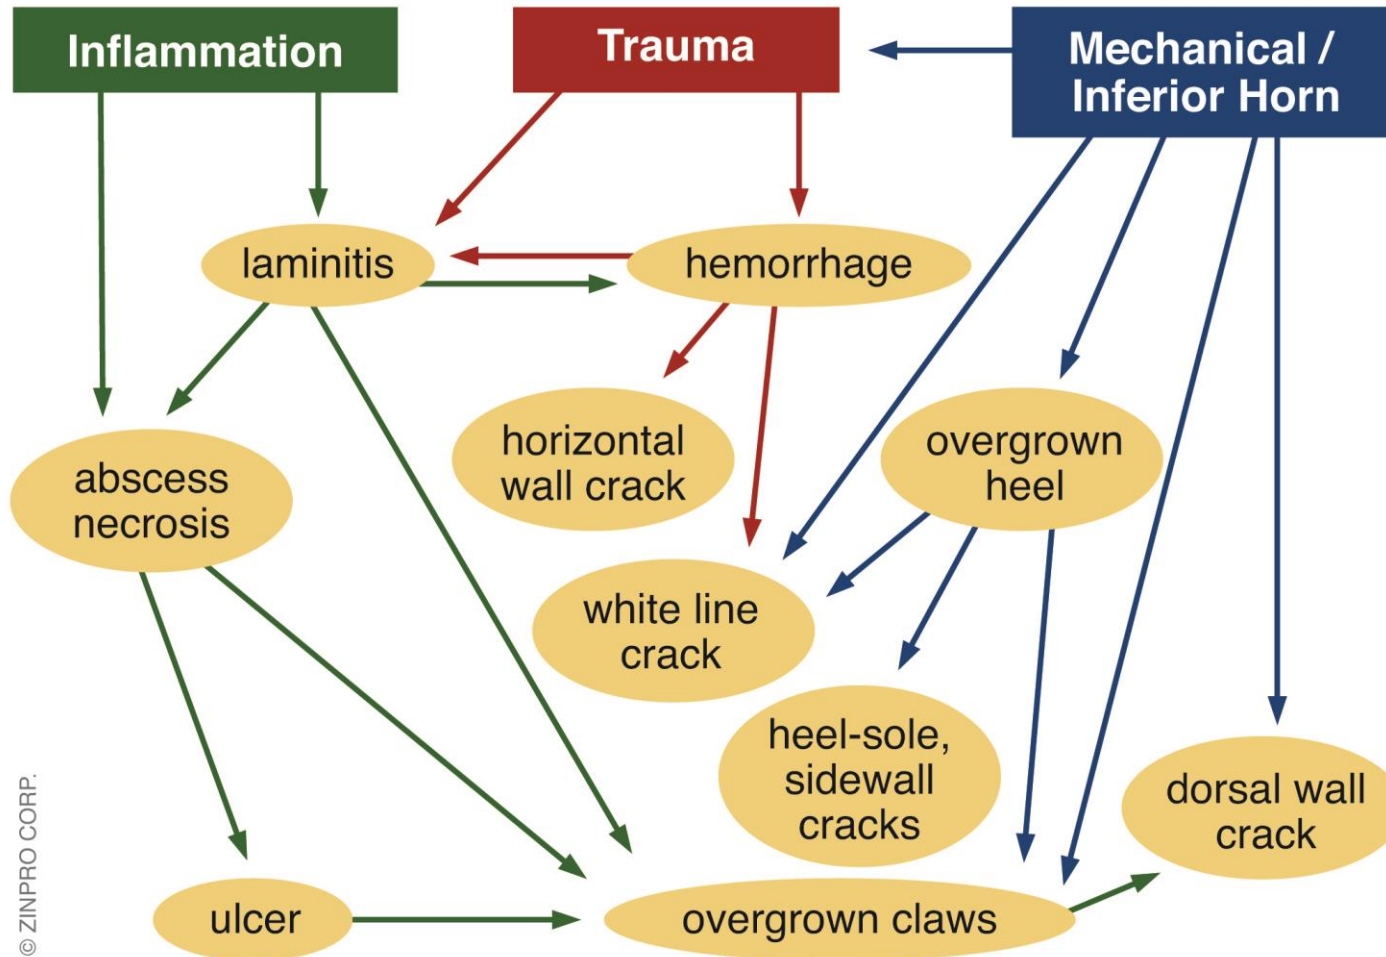 Inflammation
Trauma
Mechanical /
Inferior Horn
laminitis
hemorrhage
horizontal
wall crack
overgrown
heel
abscess
necrosis
white line
crack
heel-sole,
sidewall
cracks
dorsal wall
crack
ulcer
overgrown claws
© ZINPRO CORP.